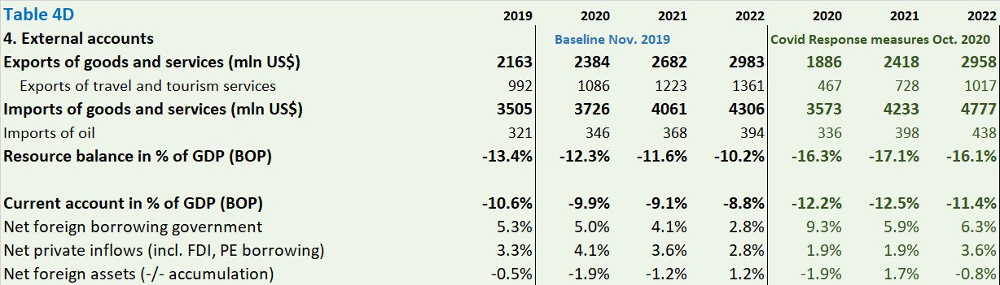 Table 4D 2019 2020 2021 2022 2020 2021 2022
4. External accounts Baseline Nov. 2019 Covid Response measures Oct. 2020
Exports of goods and services (mln US$) 2163 2384 2682 2983 1886 2418 2958
Exports of travel and tourism services 992 1086 1223 1361 467 728 1017
Imports of goods and services (mln US$) 3505 3726 4061 4306 3573 4233 4777
Imports of oil 321 346 368 394 336 398 438
Resource balance in % of GDP (BOP) -13.4% -12.3% -11.6% -10.2% -16.3% -17.1% -16.1%
Current account in % of GDP (BOP) -10.6% -9.9% -9.1% -8.8% -12.2% -12.5% -11.4%
Net foreign borrowing government 5.3% 5.0% 4.1% 2.8% 9.3% 5.9% 6.3%
Net private inflows (incl. FDI, PE borrowing) 3.3% 4.1% 3.6% 2.8% 1.9% 1.9% 3.6%
Net foreign assets (-/- accumulation) -0.5% -1.9% -1.2% 1.2% -1.9% 1.7% -0.8%